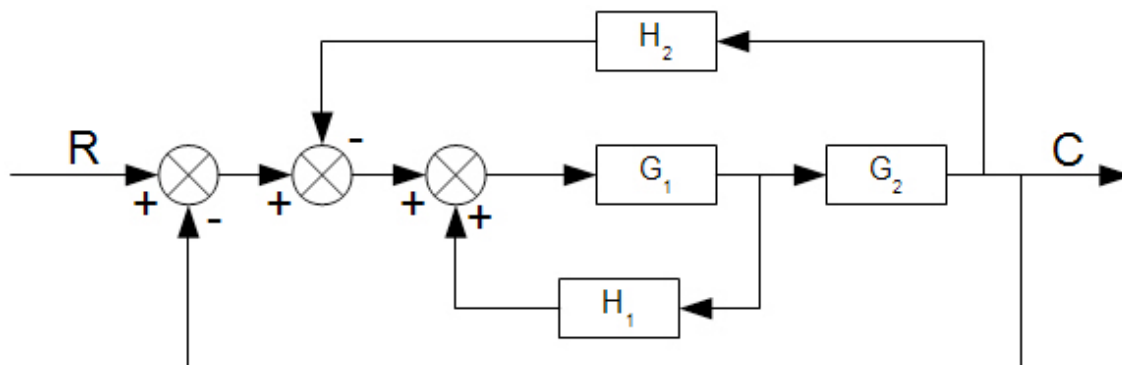 H₂
R
-
+
+
+
G₁
G₂
C
-
+
H₁